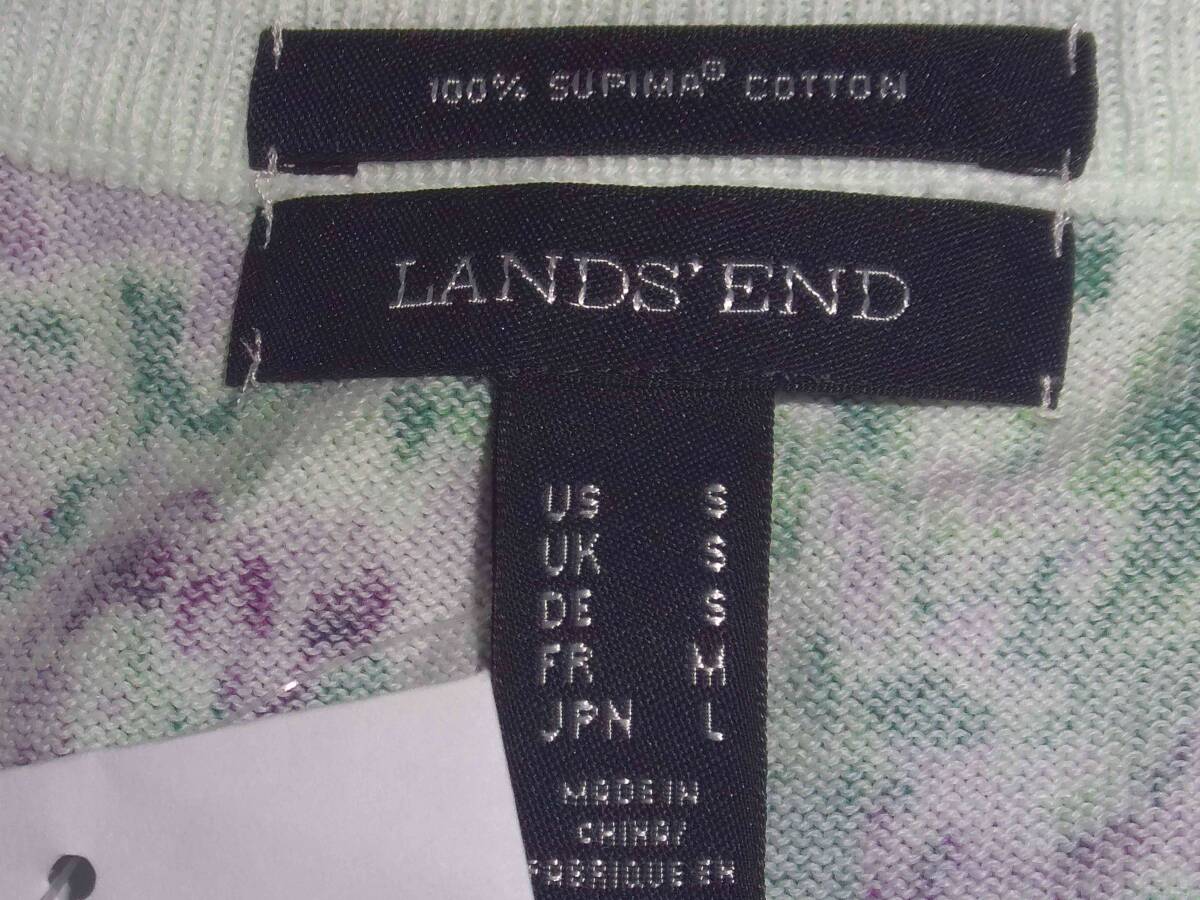 100% SUPIMA® COTTON
LANDS' END
US S
UK S
DE S
FR M
JPN L
MADE IN
CHINA/
FABRIQUE EN